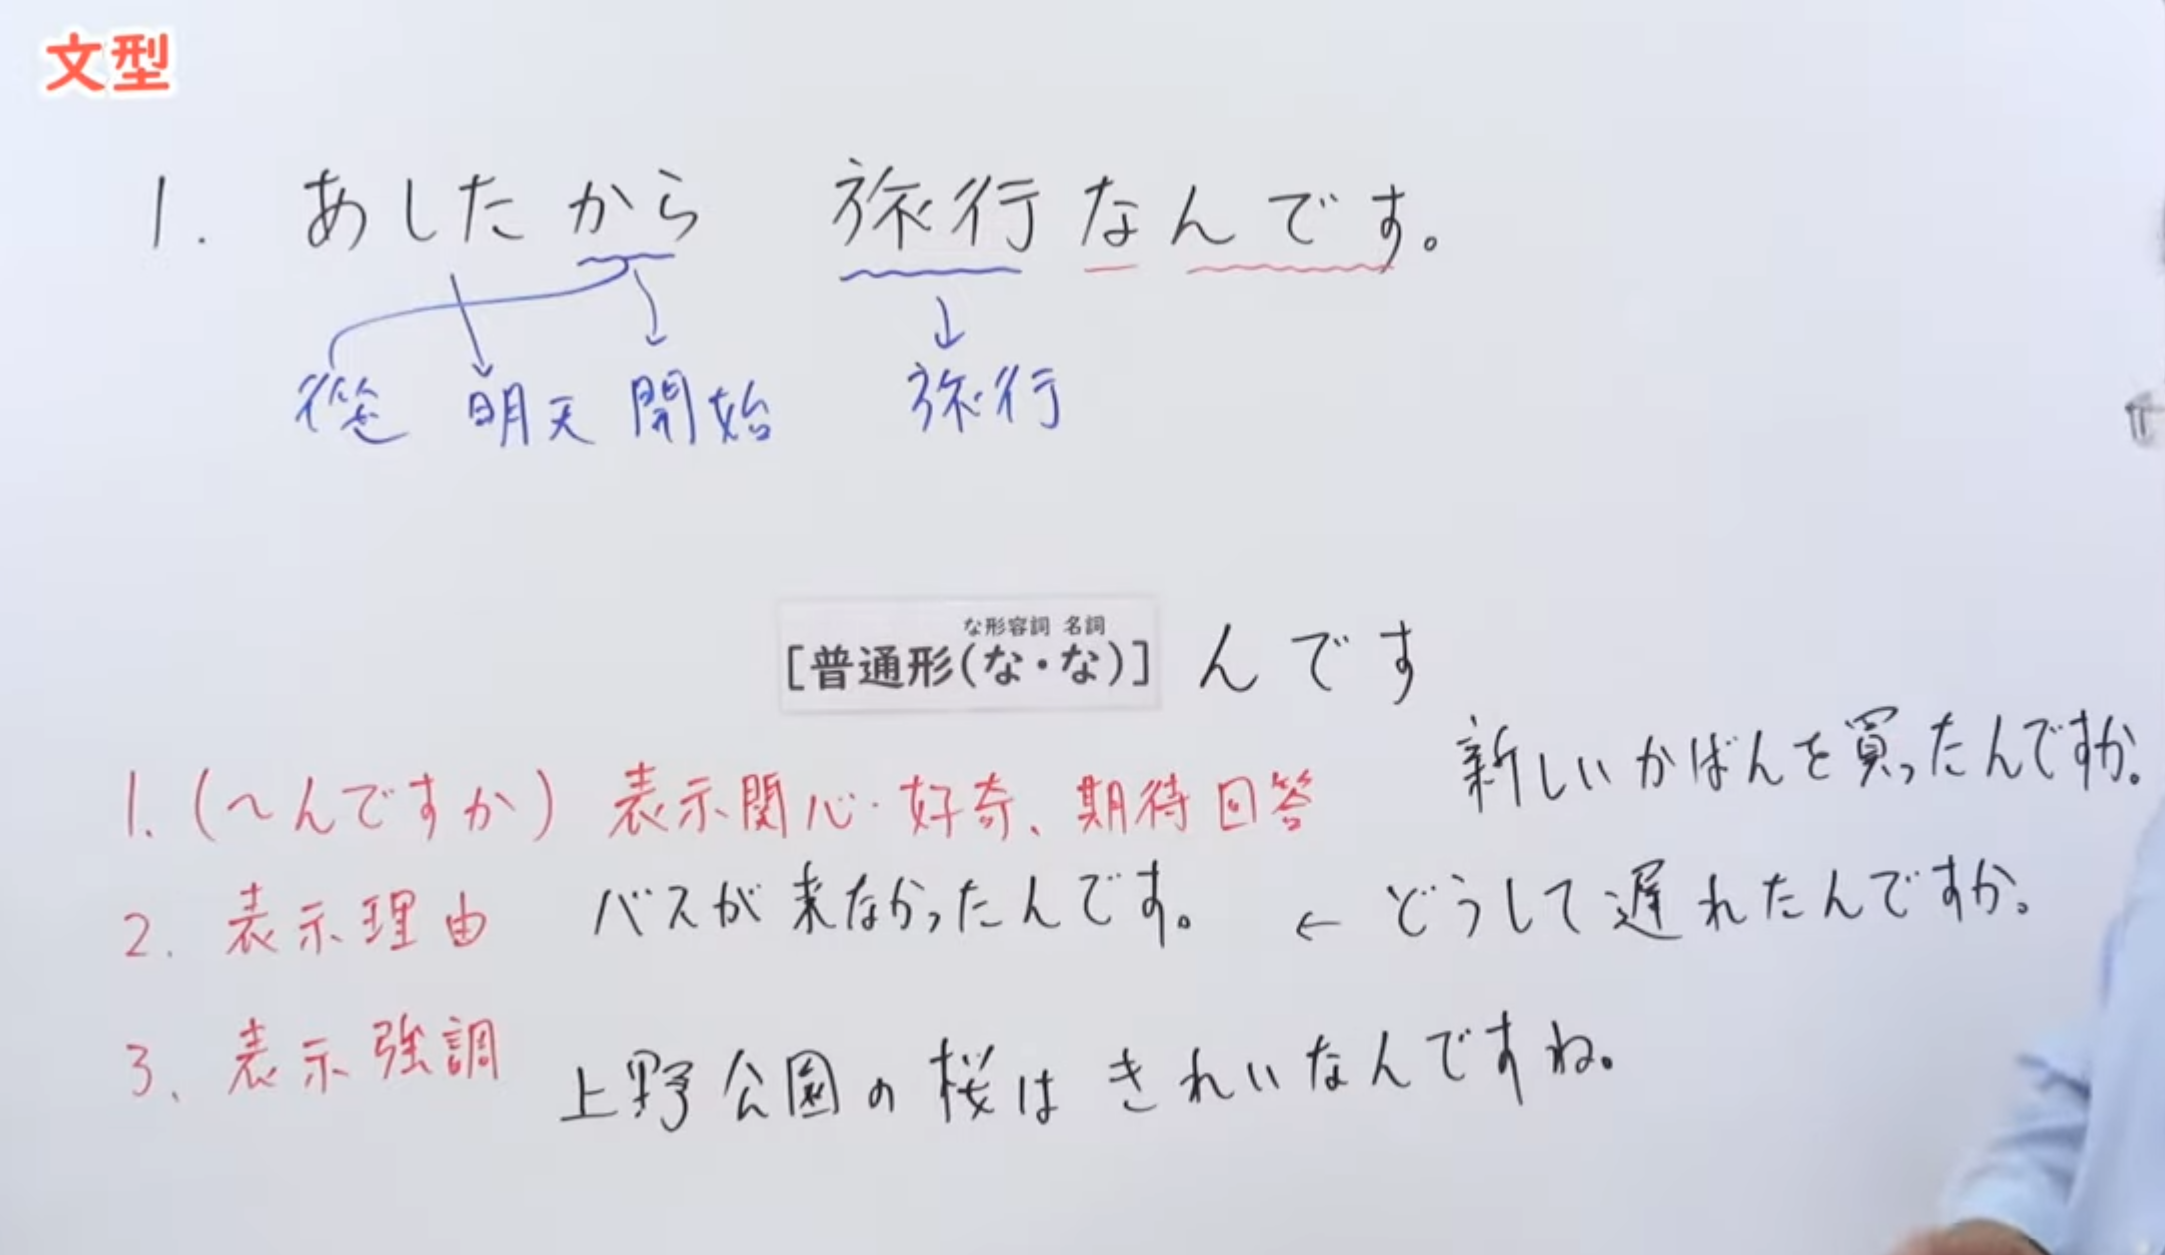 文型
1. あしたから 旅行なんです。
從 明天 開始 旅行
な形容詞 名詞
[普通形(な・な)] んです
1. (～んですか) 表示関心・好奇、期待回答 新しいかばんを買ったんですか。
2. 表示理由 バスが来なかったんです。 ← どうして遅れたんですか。
3. 表示強調 上野公園の桜は きれいなんですね。